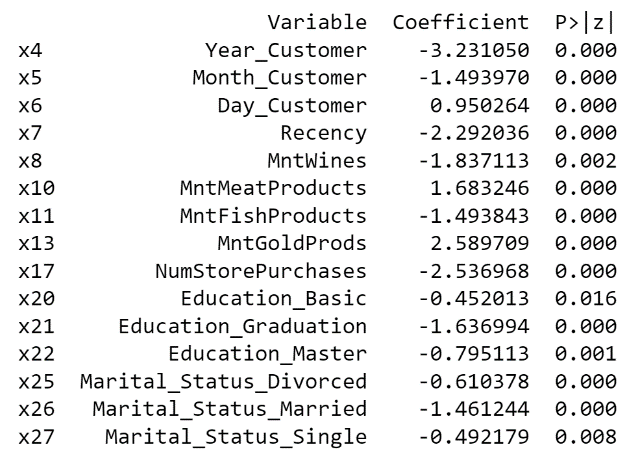 Variable Coefficient P>|z|
x4 Year_Customer -3.231050 0.000
x5 Month_Customer -1.493970 0.000
x6 Day_Customer 0.950264 0.000
x7 Recency -2.292036 0.000
x8 MntWines -1.837113 0.002
x10 MntMeatProducts 1.683246 0.000
x11 MntFishProducts -1.493843 0.000
x13 MntGoldProds 2.589709 0.000
x17 NumStorePurchases -2.536968 0.000
x20 Education_Basic -0.452013 0.016
x21 Education_Graduation -1.636994 0.000
x22 Education_Master -0.795113 0.001
x25 Marital_Status_Divorced -0.610378 0.000
x26 Marital_Status_Married -1.461244 0.000
x27 Marital_Status_Single -0.492179 0.008